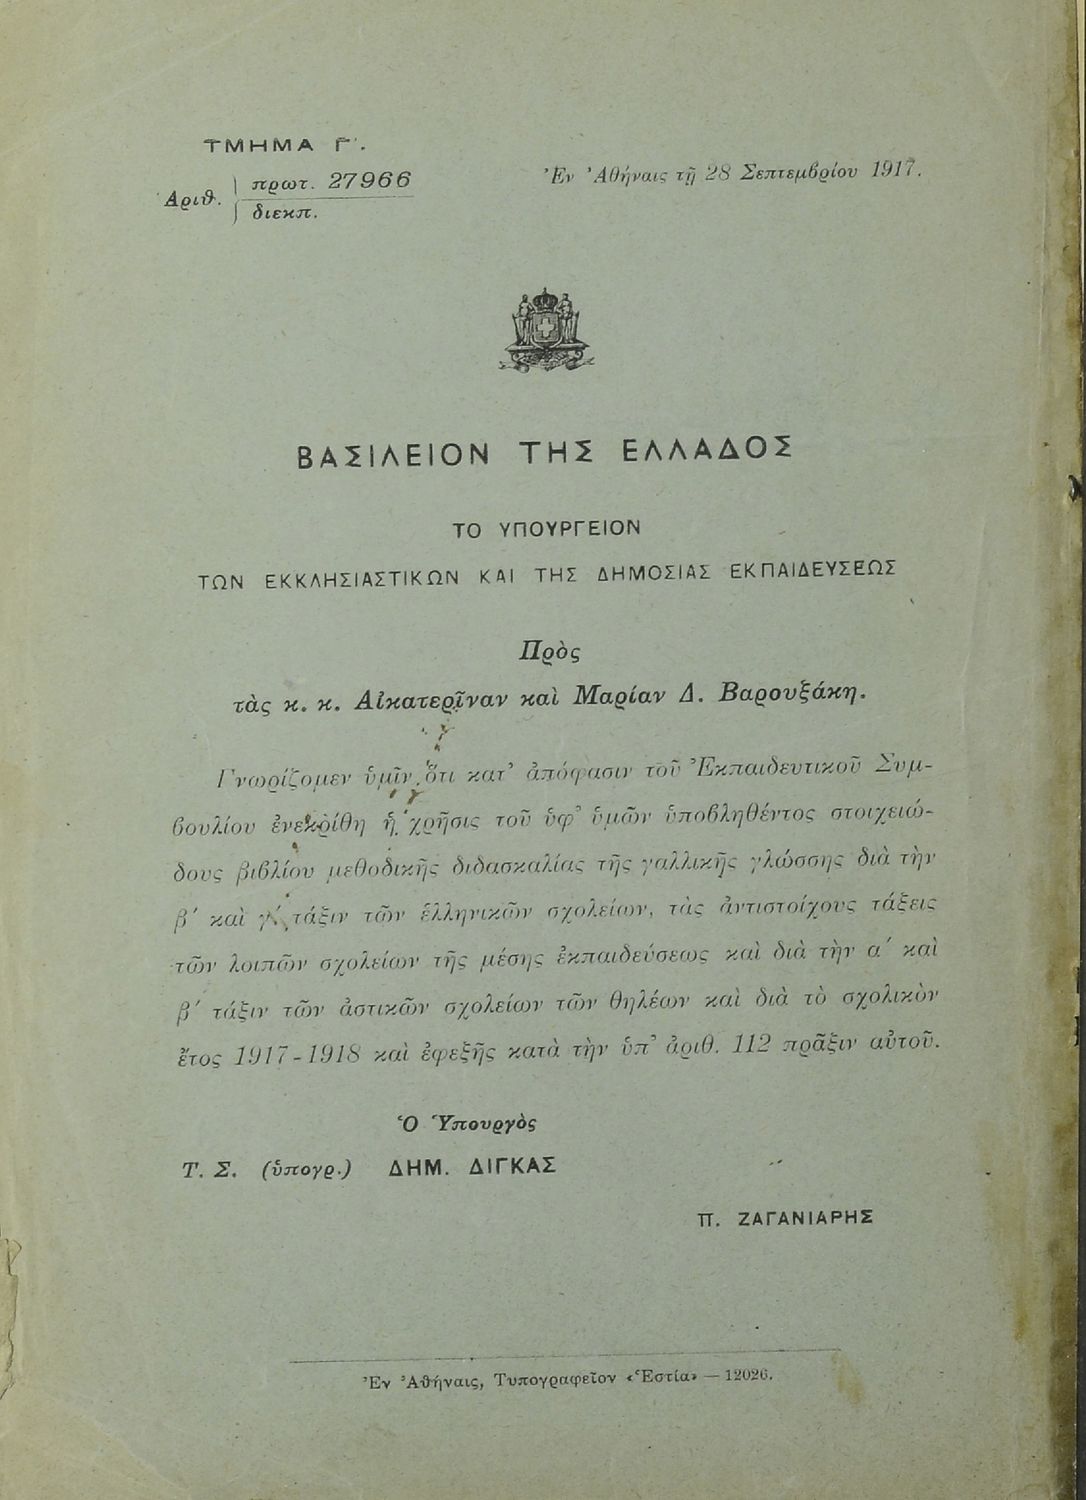 ΤΜΗΜΑ Γʹ.
Ἀριθ. πρωτ. 27966
διεκπ.
Ἐν Ἀθήναις τῇ 28 Σεπτεμβρίου 1917.
ΒΑΣΙΛΕΙΟΝ ΤΗΣ ΕΛΛΑΔΟΣ
ΤΟ ΥΠΟΥΡΓΕΙΟΝ
ΤΩΝ ΕΚΚΛΗΣΙΑΣΤΙΚΩΝ ΚΑΙ ΤΗΣ ΔΗΜΟΣΙΑΣ ΕΚΠΑΙΔΕΥΣΕΩΣ
Πρὸς
τὰς κ. κ. Αἰκατερῖναν καὶ Μαρίαν Δ. Βαρουξάκη.
Γνωρίζομεν ὑμῖν ὅτι κατ' ἀπόφασιν τοῦ Ἐκπαιδευτικοῦ Συμ-
βουλίου ἐνεκρίθη ἡ χρῆσις τοῦ ὑφ' ὑμῶν ὑποβληθέντος στοιχειώ-
δους βιβλίου μεθοδικῆς διδασκαλίας τῆς γαλλικῆς γλώσσης διὰ τὴν
βʹ καὶ γʹ τάξιν τῶν ἑλληνικῶν σχολείων, τὰς ἀντιστοίχους τάξεις
τῶν λοιπῶν σχολείων τῆς μέσης ἐκπαιδεύσεως καὶ διὰ τὴν αʹ καὶ
βʹ τάξιν τῶν ἀστικῶν σχολείων τῶν θηλέων καὶ διὰ τὸ σχολικὸν
ἔτος 1917-1918 καὶ ἐφεξῆς κατὰ τὴν ὑπ' ἀριθ. 112 πρᾶξιν αὐτοῦ.
Ὁ Ὑπουργὸς
Τ. Σ. (ὑπογρ.) ΔΗΜ. ΔΙΓΚΑΣ
Π. ΖΑΓΑΝΙΑΡΗΣ
Ἐν Ἀθήναις, Τυπογραφεῖον «Ἑστία» — 12026.